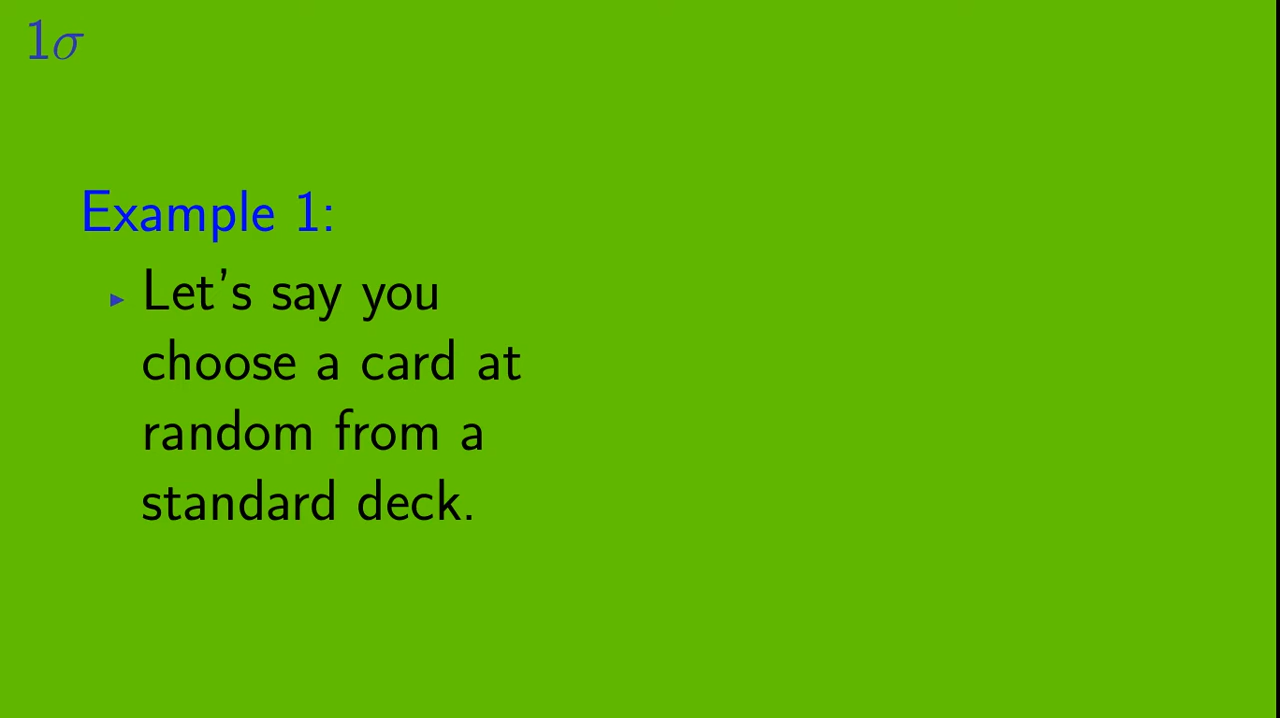 1σ
Example 1:
▸ Let's say you
choose a card at
random from a
standard deck.